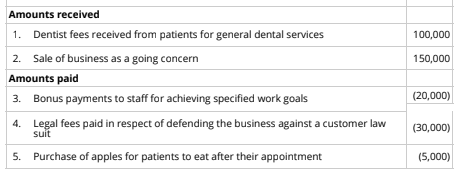 Amounts received
1. Dentist fees received from patients for general dental services 100,000
2. Sale of business as a going concern 150,000
Amounts paid
3. Bonus payments to staff for achieving specified work goals (20,000)
4. Legal fees paid in respect of defending the business against a customer law
suit (30,000)
5. Purchase of apples for patients to eat after their appointment (5,000)